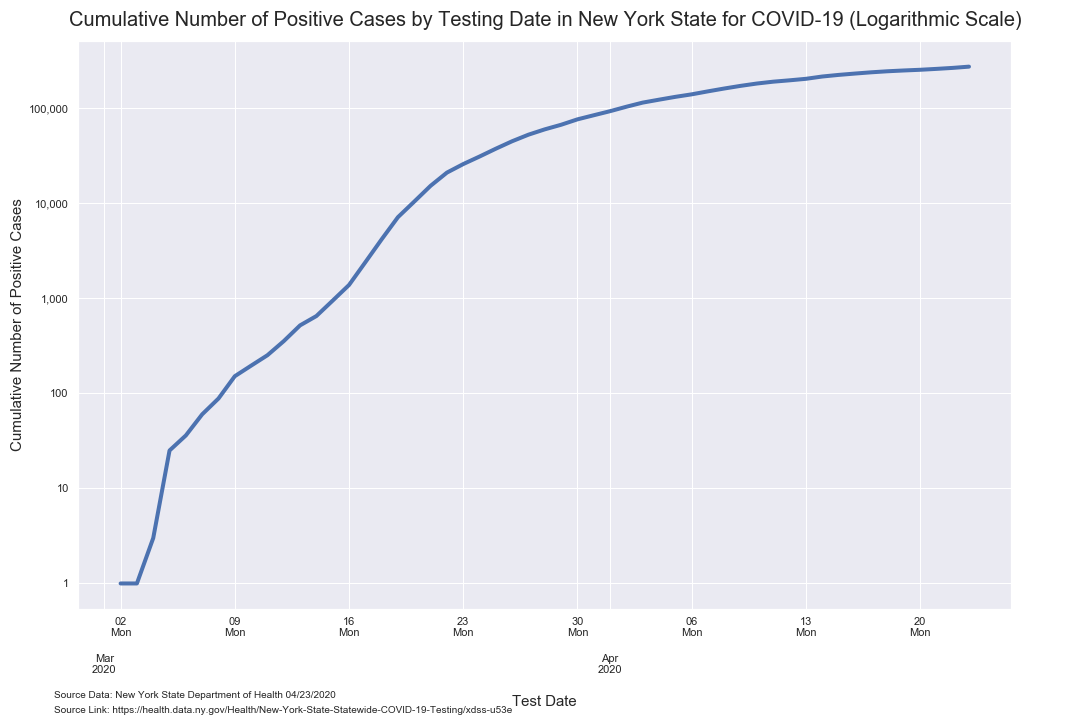 Cumulative Number of Positive Cases by Testing Date in New York State for COVID-19 (Logarithmic Scale)
Cumulative Number of Positive Cases
100,000
10,000
1,000
100
10
1
02 09 16 23 30 06 13 20
Mon Mon Mon Mon Mon Mon Mon Mon
Mar Apr
2020 2020
Test Date
Source Data: New York State Department of Health 04/23/2020
Source Link: https://health.data.ny.gov/Health/New-York-State-Statewide-COVID-19-Testing/xdss-u53e